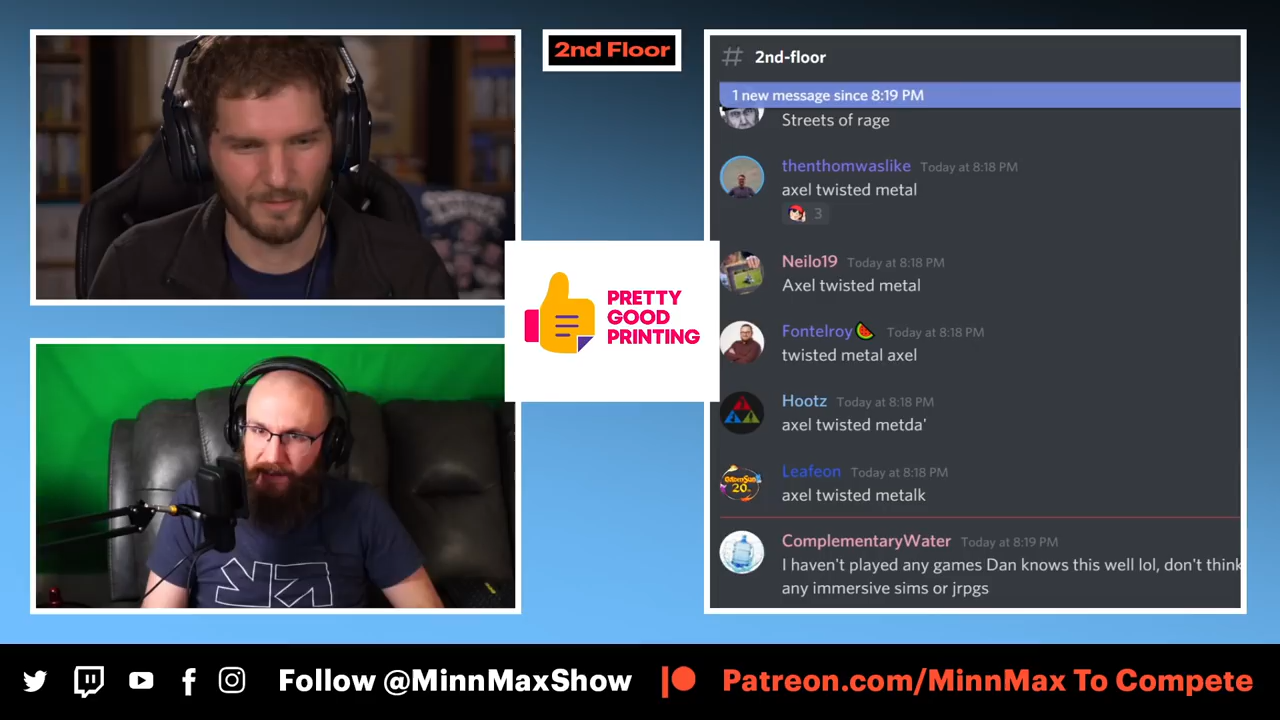 2nd Floor
PRETTY
GOOD
PRINTING
# 2nd-floor
1 new message since 8:19 PM
Streets of rage
thenthomwaslike Today at 8:18 PM
axel twisted metal
3
Neilo19 Today at 8:18 PM
Axel twisted metal
Fontelroy Today at 8:18 PM
twisted metal axel
Hootz Today at 8:18 PM
axel twisted metda'
Leafeon Today at 8:18 PM
axel twisted metalk
ComplementaryWater Today at 8:19 PM
I haven't played any games Dan knows this well lol, don't think
any immersive sims or jrpgs
Follow @MinnMaxShow Patreon.com/MinnMax To Compete